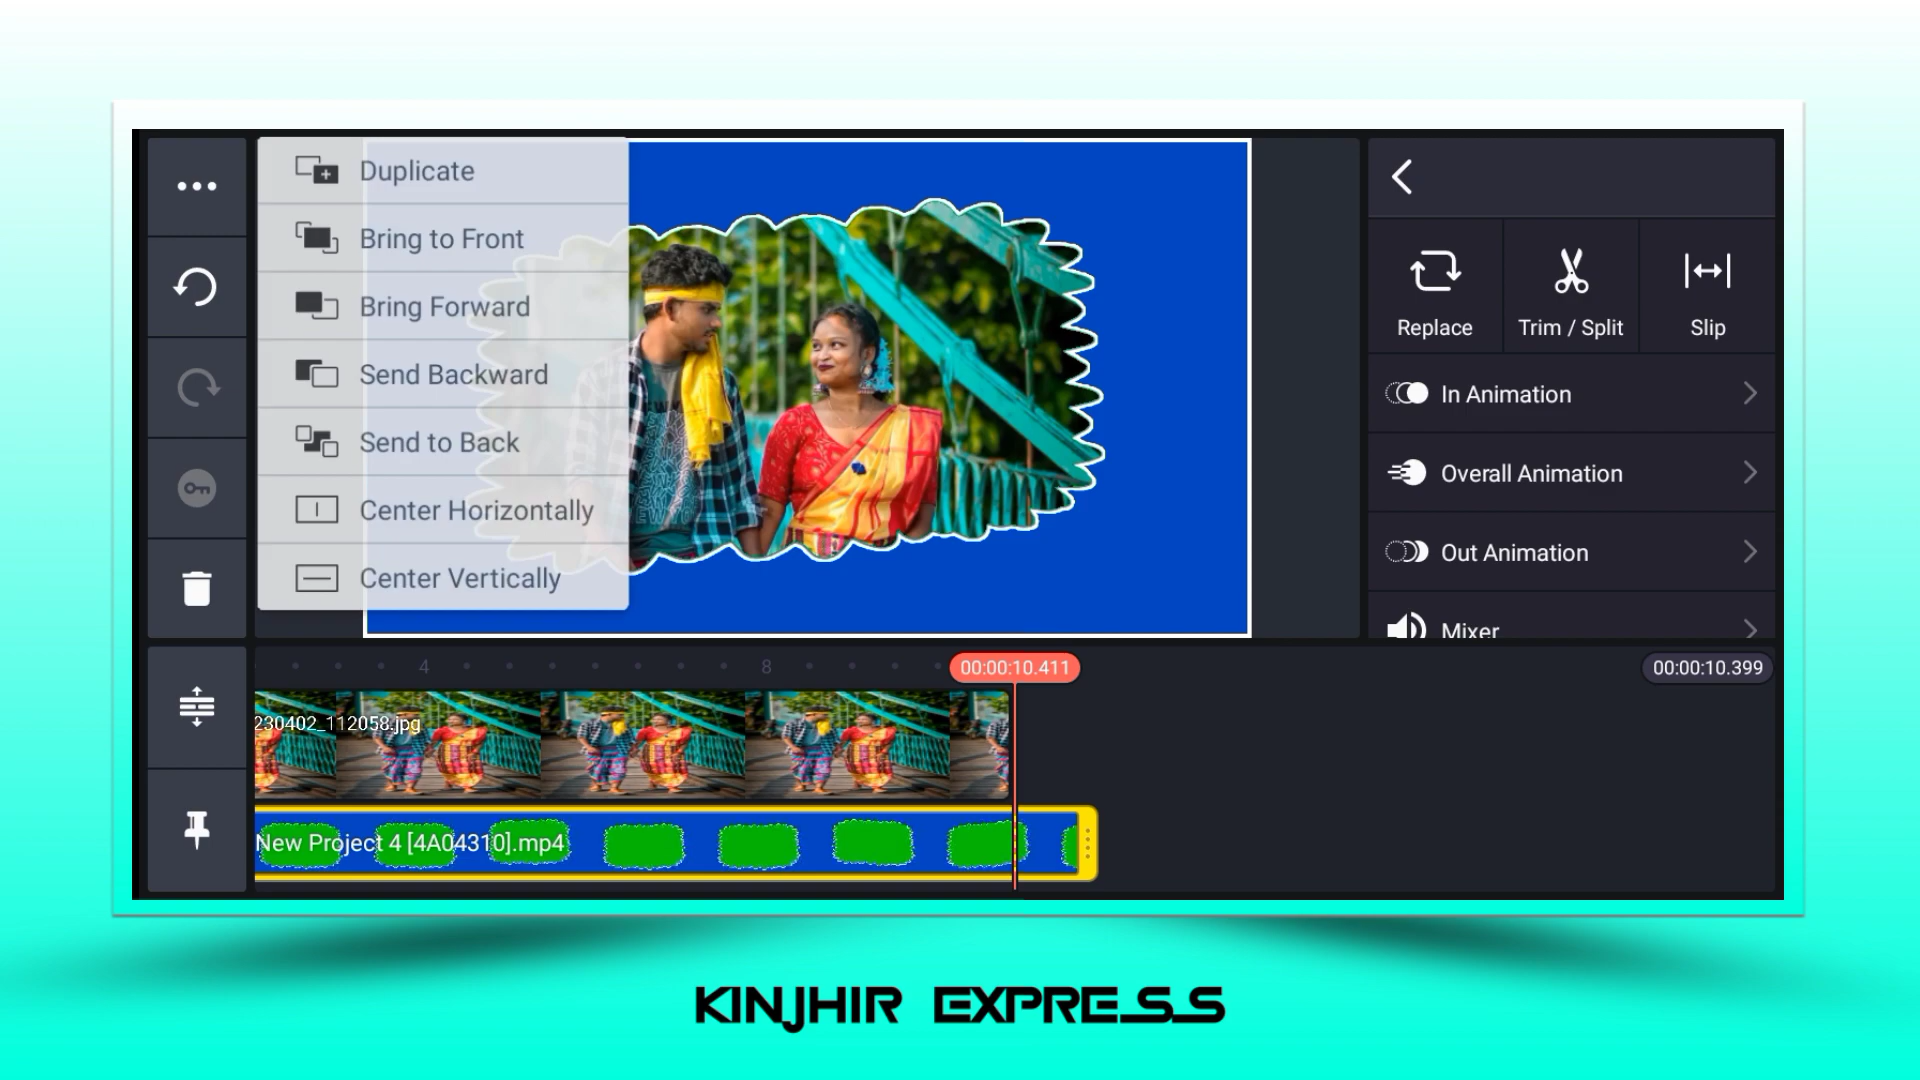 Duplicate
Bring to Front
Bring Forward
Send Backward
Send to Back
Center Horizontally
Center Vertically
Replace
Trim / Split
Slip
In Animation
Overall Animation
Out Animation
Mixer
4
8
00:00:10.411
00:00:10.399
230402_112058.jpg
New Project 4 [4A04310].mp4
KINJHIR EXPRESS